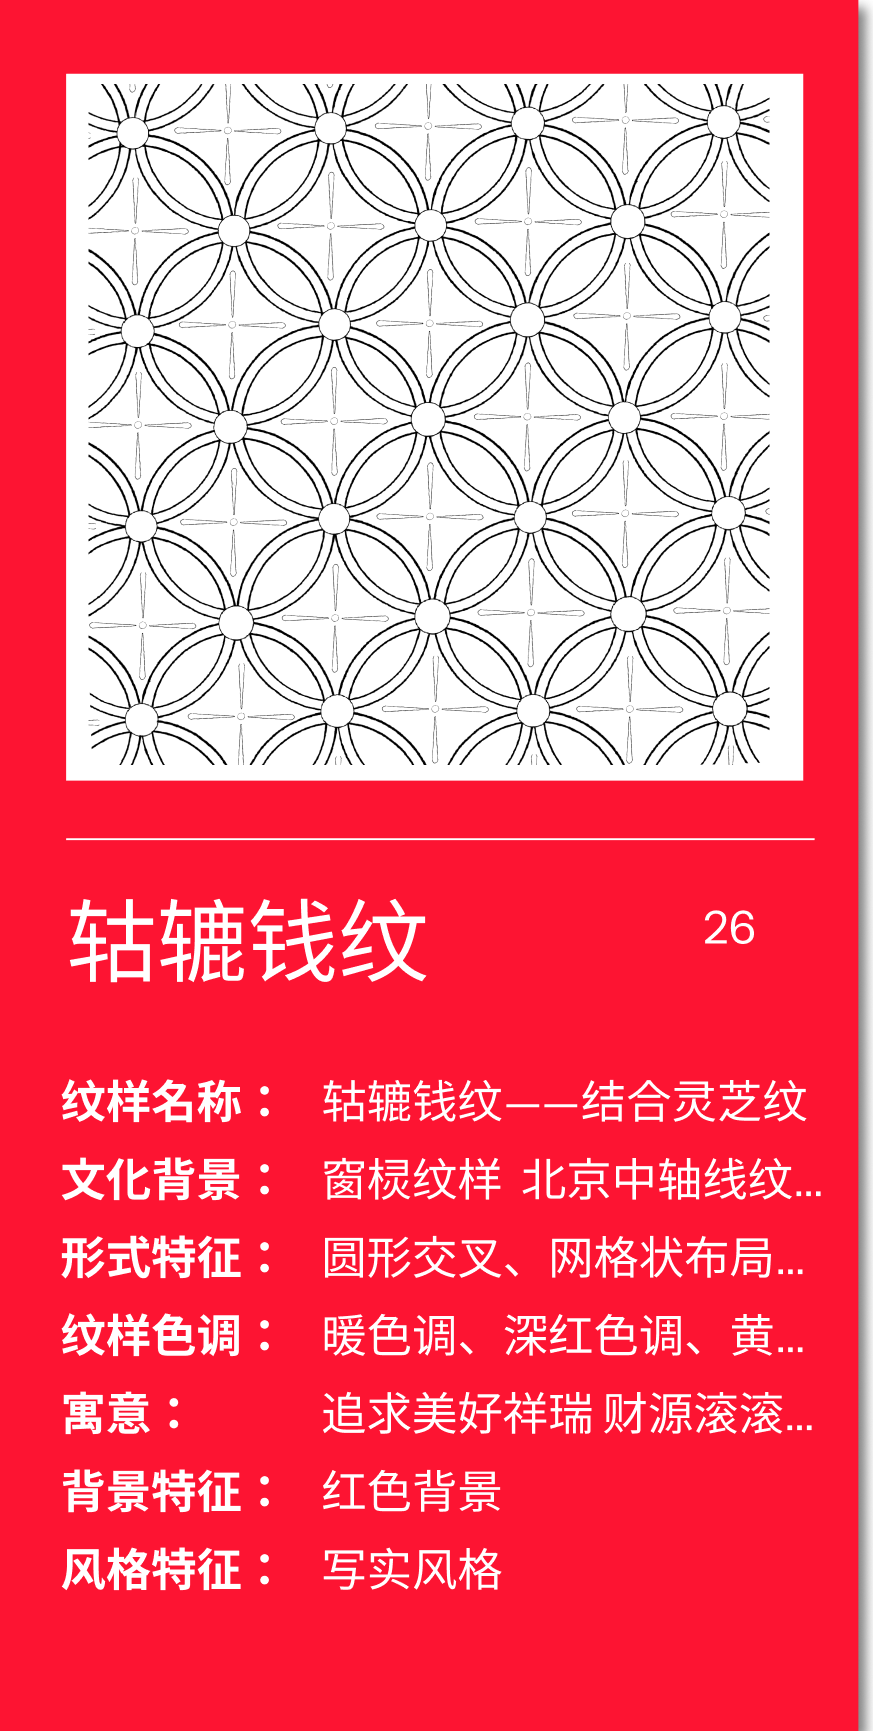 轱辘钱纹
26
纹样名称： 轱辘钱纹——结合灵芝纹
文化背景： 窗棂纹样 北京中轴线纹...
形式特征： 圆形交叉、网格状布局...
纹样色调： 暖色调、深红色调、黄...
寓意： 追求美好祥瑞 财源滚滚...
背景特征： 红色背景
风格特征： 写实风格